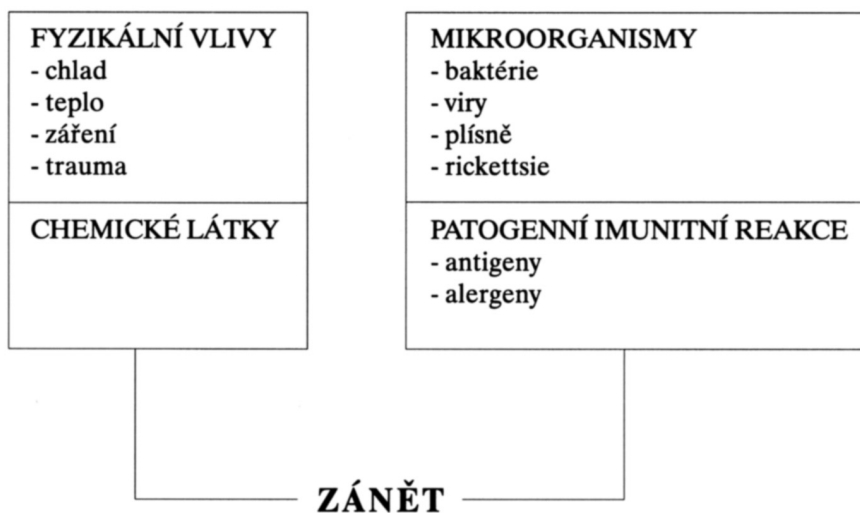 FYZIKÁLNÍ VLIVY
- chlad
- teplo
- záření
- trauma
CHEMICKÉ LÁTKY
MIKROORGANISMY
- baktérie
- viry
- plísně
- rickettsie
PATOGENNÍ IMUNITNÍ REAKCE
- antigeny
- alergeny
ZÁNĚT